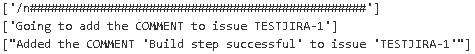 ['/n################################################']
['Going to add the COMMENT to issue TESTJIRA-1']
["Added the COMMENT 'Build step successful' to issue 'TESTJIRA-1'"]